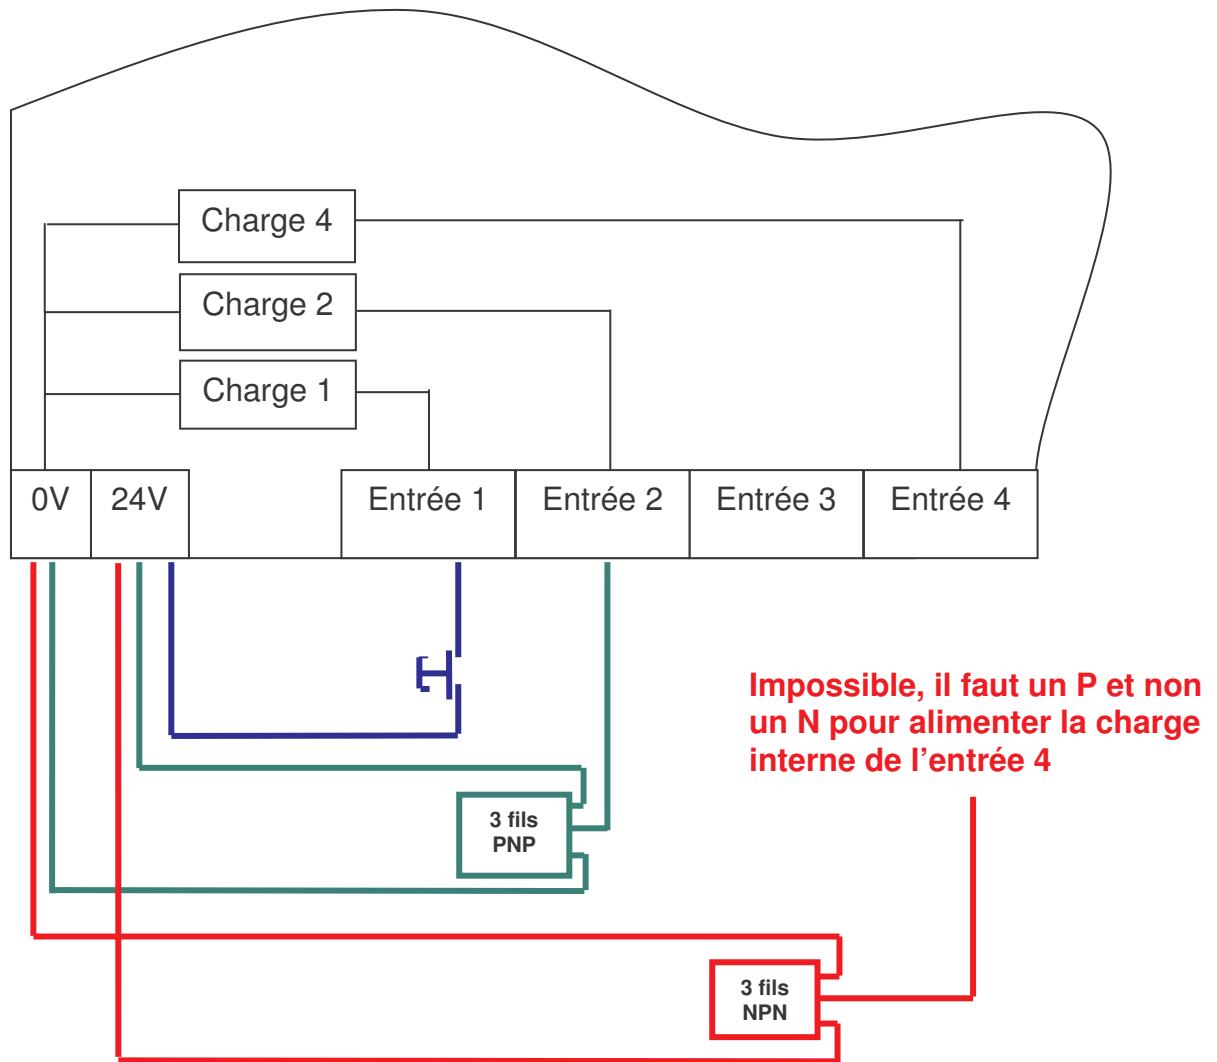 Charge 4
Charge 2
Charge 1
0V
24V
Entrée 1
Entrée 2
Entrée 3
Entrée 4
Impossible, il faut un P et non
un N pour alimenter la charge
interne de l'entrée 4
3 fils
PNP
3 fils
NPN